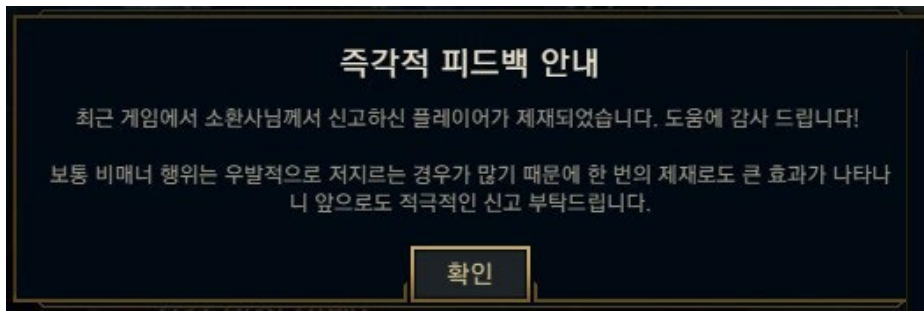 즉각적 피드백 안내
최근 게임에서 소환사님께서 신고하신 플레이어가 제재되었습니다. 도움에 감사 드립니다!
보통 비매너 행위는 우발적으로 저지르는 경우가 많기 때문에 한 번의 제재로도 큰 효과가 나타나
니 앞으로도 적극적인 신고 부탁드립니다.
확인